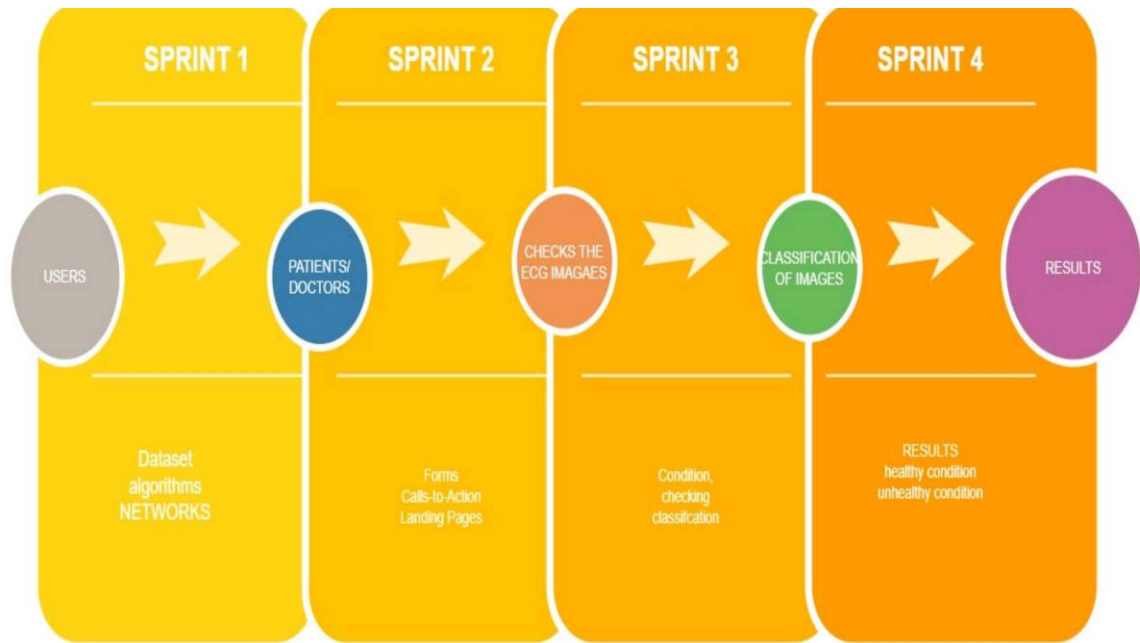 SPRINT 1
SPRINT 2
SPRINT 3
SPRINT 4
USERS
PATIENTS/
DOCTORS
CHECKS THE
ECG IMAGAES
CLASSIFICATION
OF IMAGES
RESULTS
Dataset
algorithms
NETWORKS
Forms
Calls-to-Action
Landing Pages
Condition,
checking
classifcation
RESULTS
healthy condition
unhealthy condition